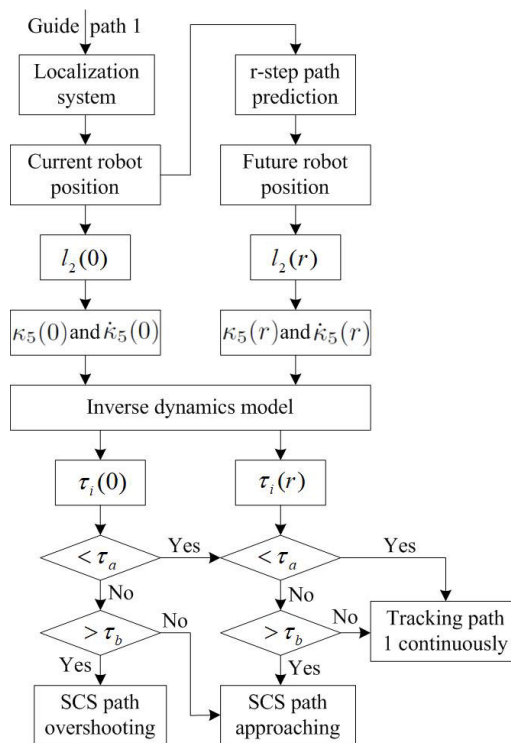 Guide path 1
Localization
system
r-step path
prediction
Current robot
position
Future robot
position
l₂(0)
l₂(r)
κ₅(0) and κ̇₅(0)
κ₅(r) and κ̇₅(r)
Inverse dynamics model
τᵢ(0)
τᵢ(r)
< τₐ
Yes
< τₐ
Yes
No
No
> τ_b
No
> τ_b
No
Tracking path
1 continuously
Yes
Yes
SCS path
overshooting
SCS path
approaching